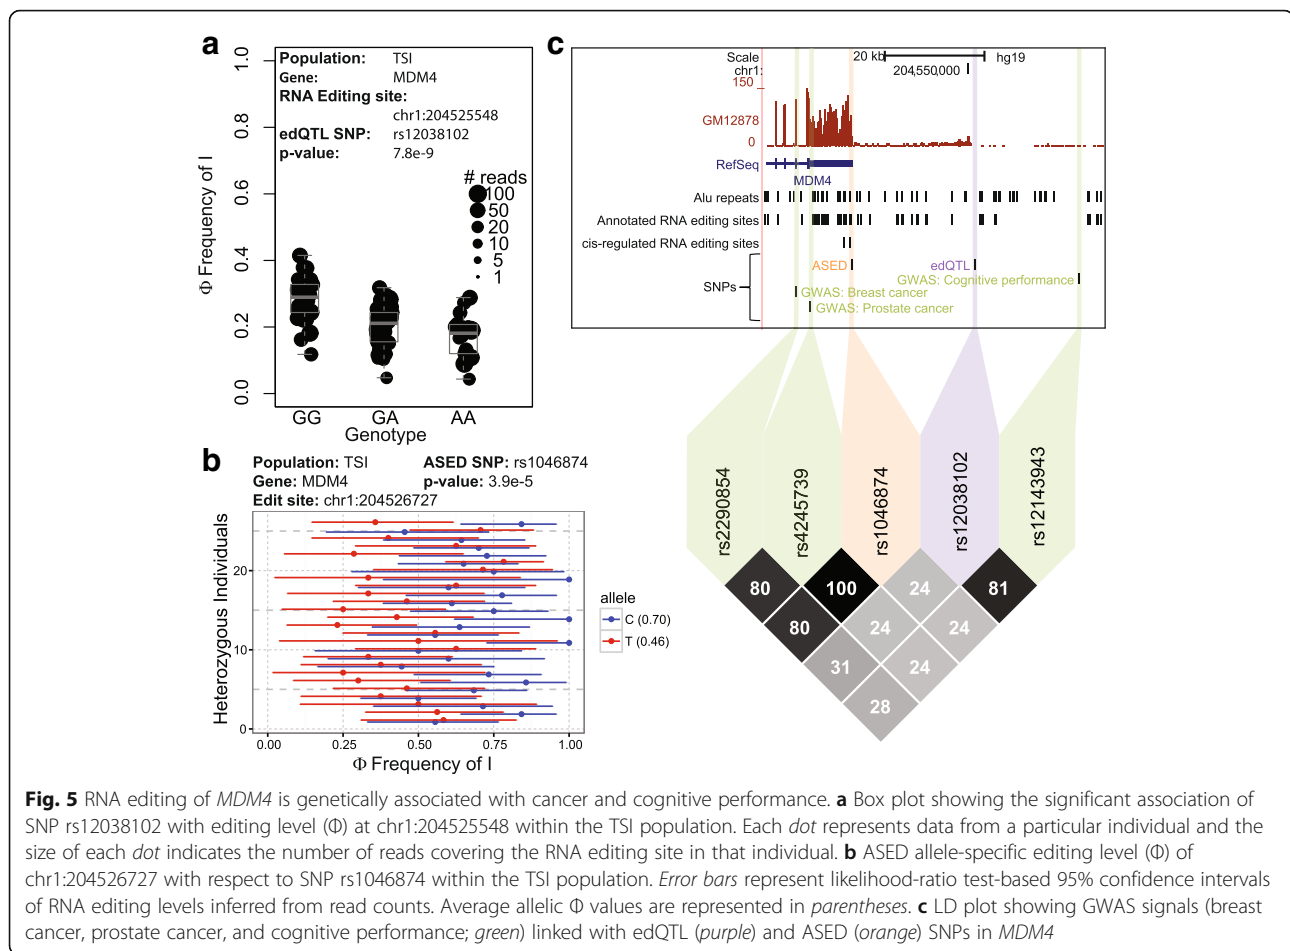 a
Population: TSI
Gene: MDM4
RNA Editing site:
chr1:204525548
edQTL SNP: rs12038102
p-value: 7.8e-9
# reads
100
50
20
10
5
1
Φ Frequency of I
1.0
0.8
0.6
0.4
0.2
0.0
GG GA AA
Genotype
b
Population: TSI ASED SNP: rs1046874
Gene: MDM4 p-value: 3.9e-5
Edit site: chr1:204526727
Heterozygous Individuals
20
10
0
0.00 0.25 0.50 0.75 1.00
Φ Frequency of I
allele
C (0.70)
T (0.46)
c
Scale 20 kb hg19
chr1: 204,550,000
150
GM12878
0
RefSeq
MDM4
Alu repeats
Annotated RNA editing sites
cis-regulated RNA editing sites
SNPs
ASED edQTL
GWAS: Cognitive performance
GWAS: Breast cancer
GWAS: Prostate cancer
rs2290854
rs4245739
rs1046874
rs12038102
rs12143943
80 100 24 81
80 24 24
31 24
28
Fig. 5 RNA editing of MDM4 is genetically associated with cancer and cognitive performance. a Box plot showing the significant association of
SNP rs12038102 with editing level (Φ) at chr1:204525548 within the TSI population. Each dot represents data from a particular individual and the
size of each dot indicates the number of reads covering the RNA editing site in that individual. b ASED allele-specific editing level (Φ) of
chr1:204526727 with respect to SNP rs1046874 within the TSI population. Error bars represent likelihood-ratio test-based 95% confidence intervals
of RNA editing levels inferred from read counts. Average allelic Φ values are represented in parentheses. c LD plot showing GWAS signals (breast
cancer, prostate cancer, and cognitive performance; green) linked with edQTL (purple) and ASED (orange) SNPs in MDM4